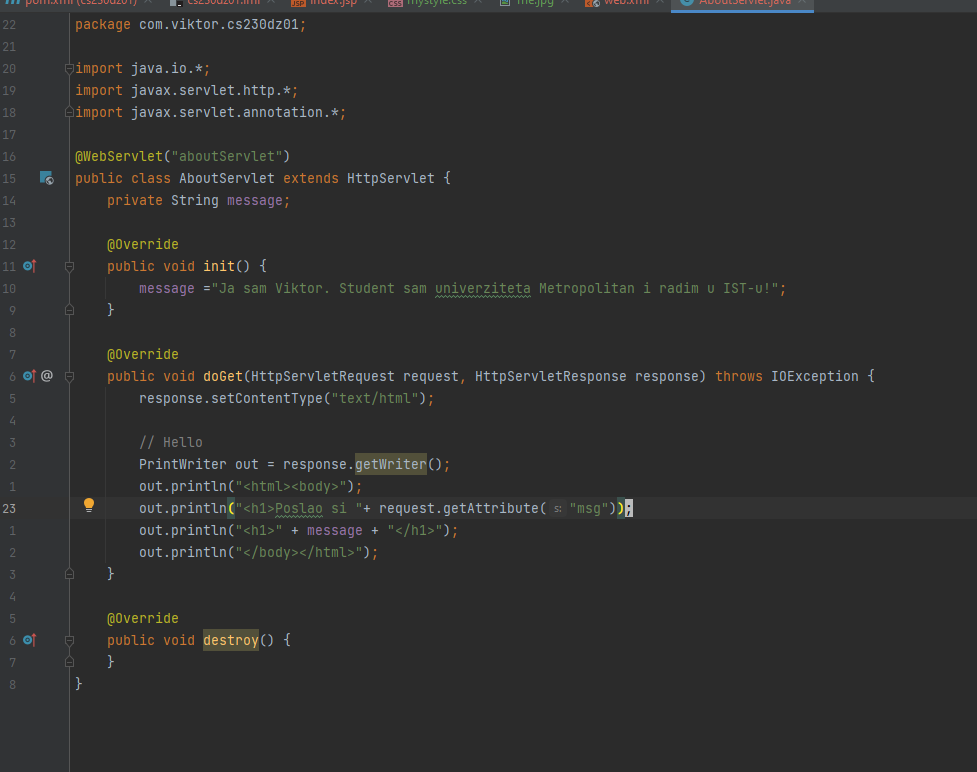 pom.xml (cs230dz01) cs230dz01.iml index.jsp mystyle.css me.jpg web.xml AboutServlet.java
22 package com.viktor.cs230dz01;
21
20 import java.io.*;
19 import javax.servlet.http.*;
18 import javax.servlet.annotation.*;
17
16 @WebServlet("aboutServlet")
15 public class AboutServlet extends HttpServlet {
14 private String message;
13
12 @Override
11 public void init() {
10 message ="Ja sam Viktor. Student sam univerziteta Metropolitan i radim u IST-u!";
9 }
8
7 @Override
6 @ public void doGet(HttpServletRequest request, HttpServletResponse response) throws IOException {
5 response.setContentType("text/html");
4
3 // Hello
2 PrintWriter out = response.getWriter();
1 out.println("<html><body>");
23 out.println("<h1>Poslao si "+ request.getAttribute( s: "msg"));
1 out.println("<h1>" + message + "</h1>");
2 out.println("</body></html>");
3 }
4
5 @Override
6 public void destroy() {
7 }
8 }